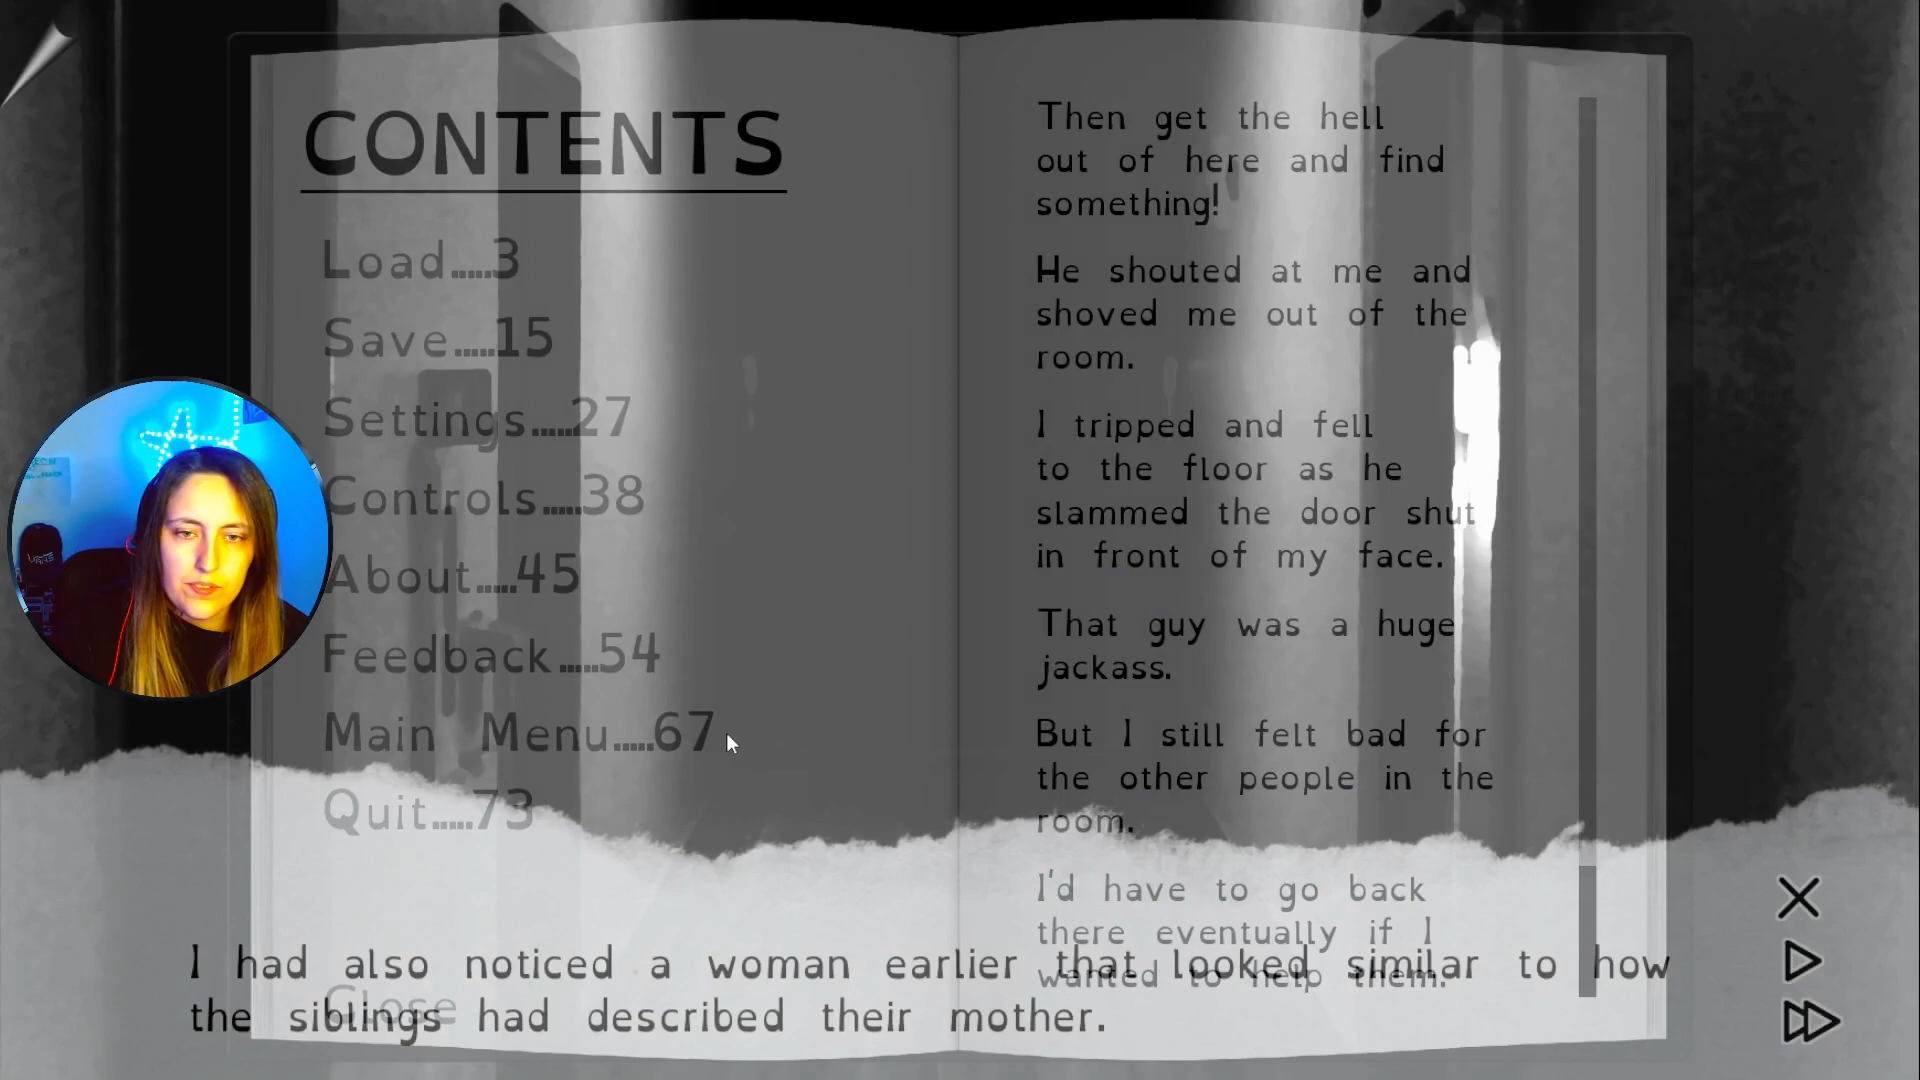 CONTENTS
Load.....3
Save.....15
Settings.....27
Controls.....38
About.....45
Feedback.....54
Main Menu.....67
Quit.....73
Close
Then get the hell
out of here and find
something!
He shouted at me and
shoved me out of the
room.
I tripped and fell
to the floor as he
slammed the door shut
in front of my face.
That guy was a huge
jackass.
But I still felt bad for
the other people in the
room.
I'd have to go back
there eventually if I
wanted to help them.
I had also noticed a woman earlier that looked similar to how
the siblings had described their mother.